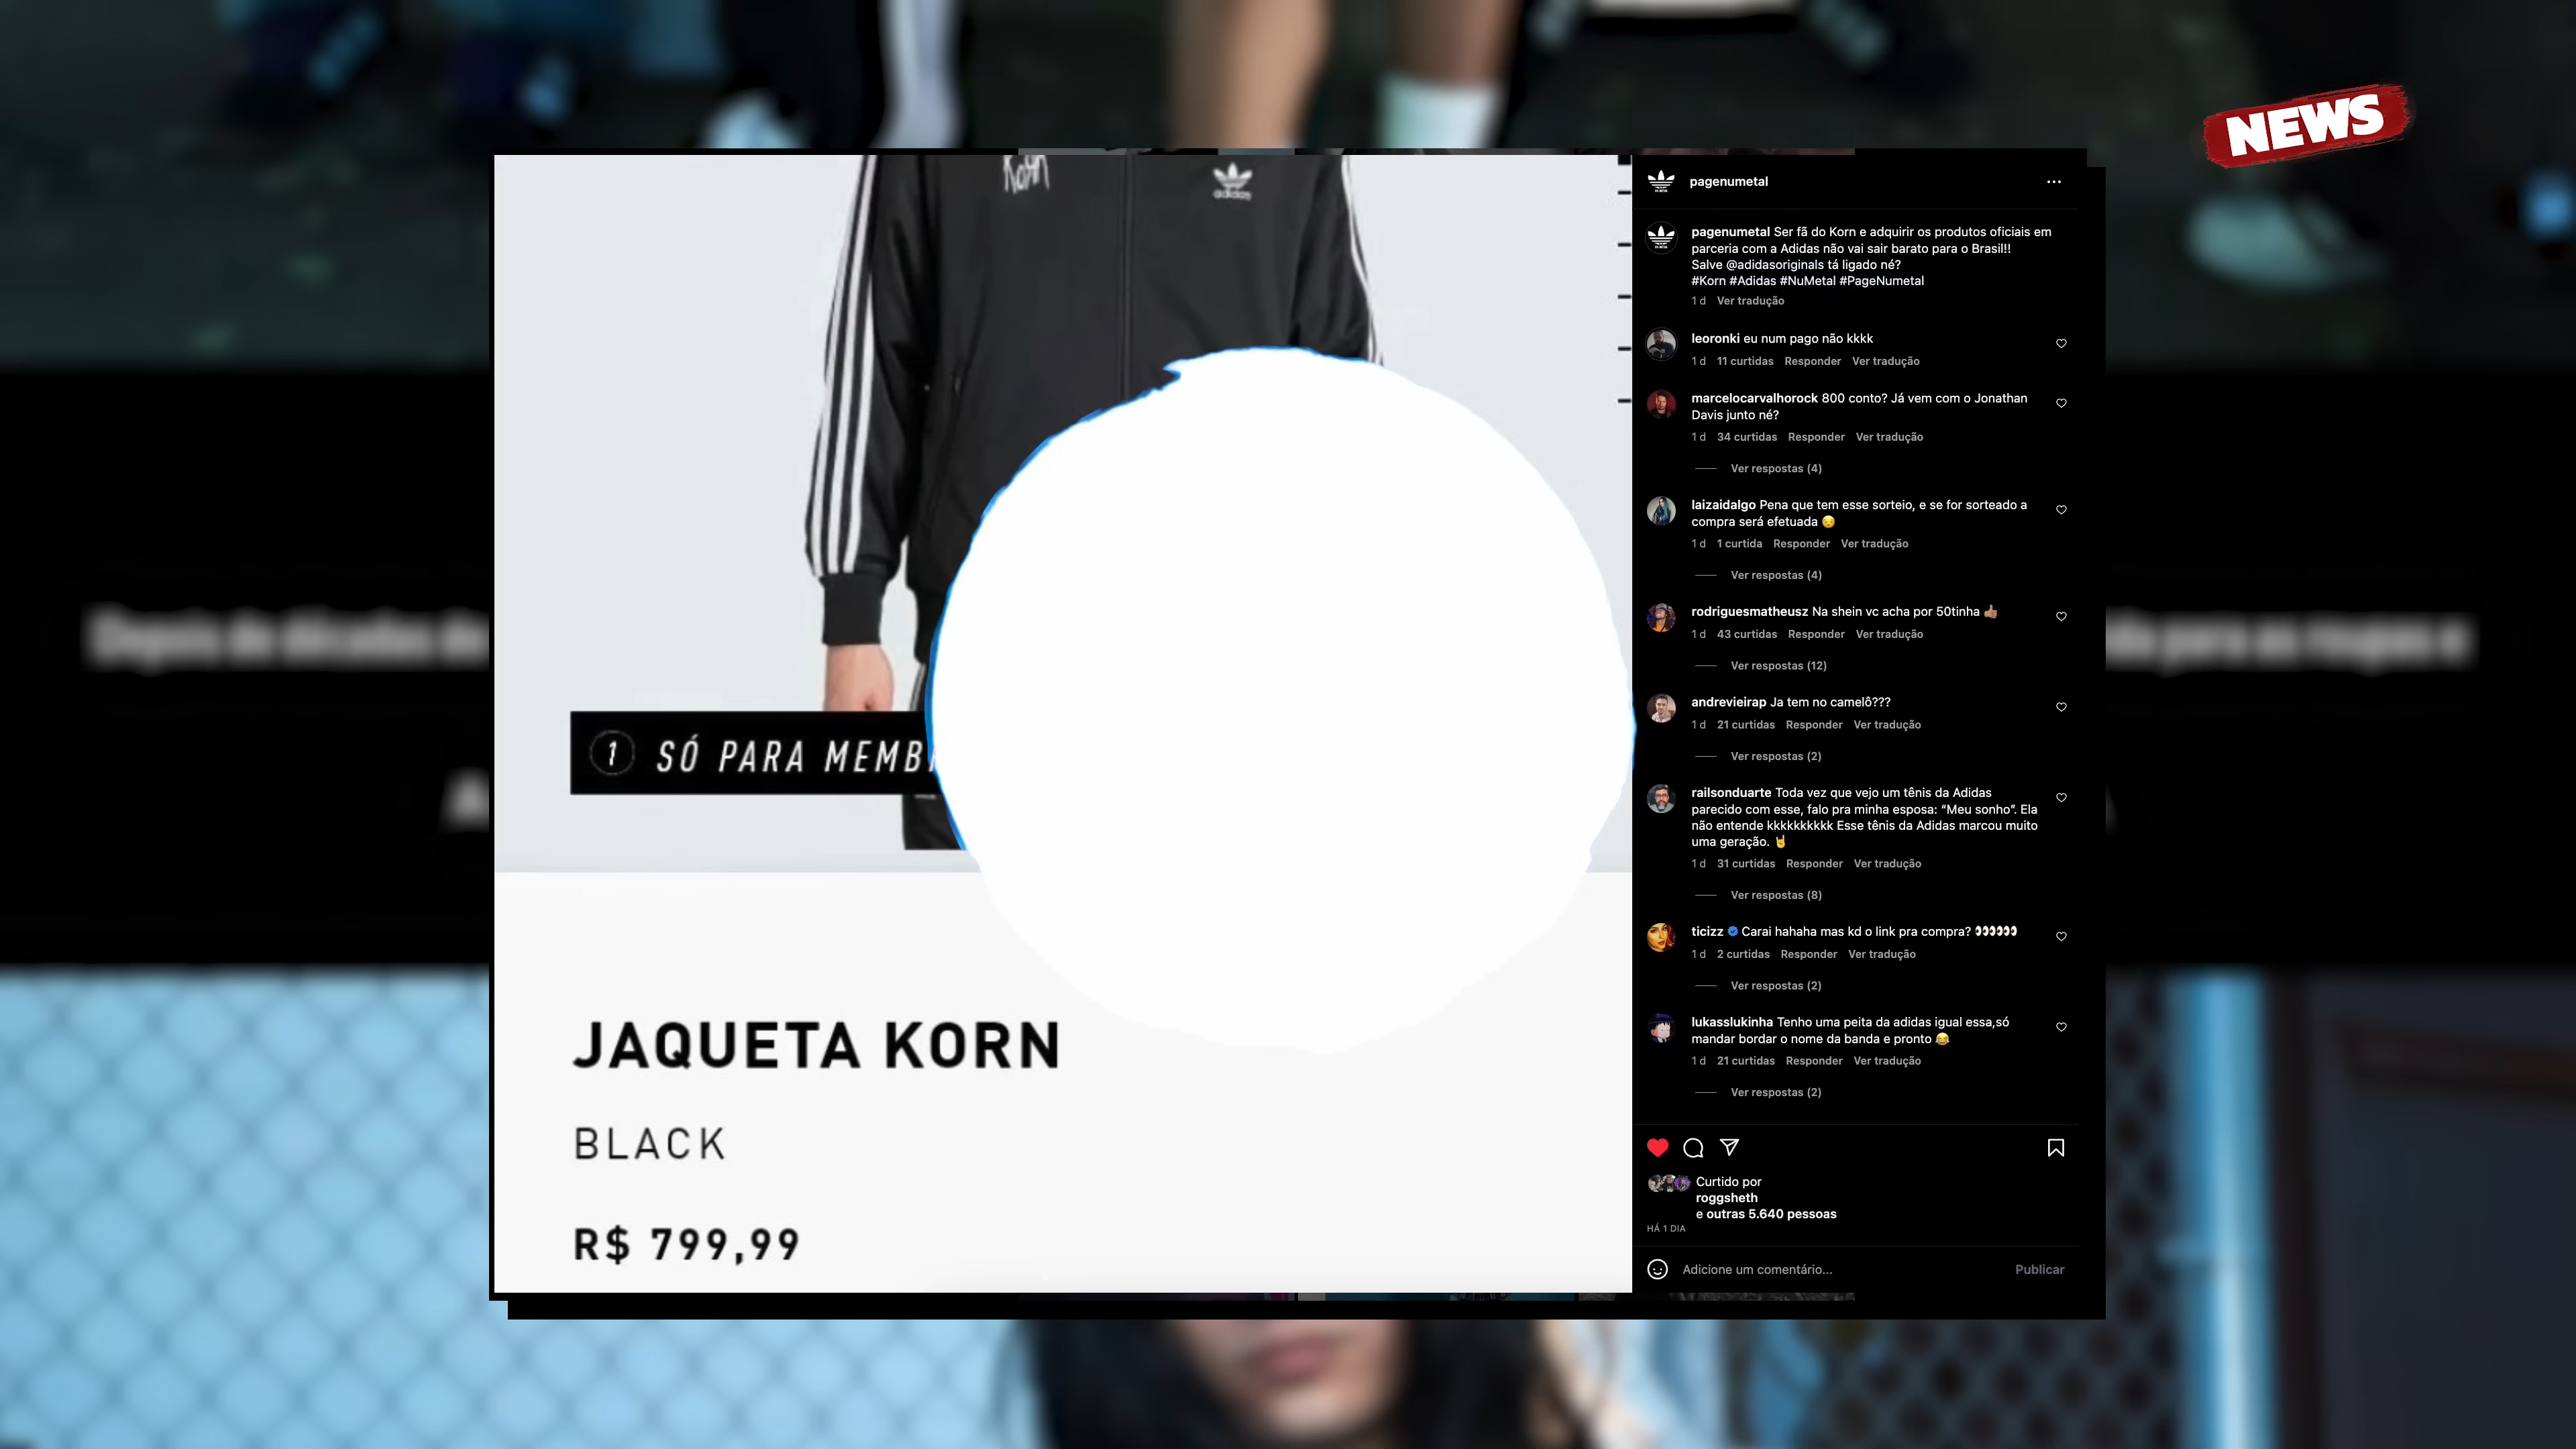 NEWS
Korn
adidas
1 SÓ PARA
JAQUETA KORN
BLACK
R$ 799,99
pagenumetal
pagenumetal Ser fã do Korn e adquirir os produtos oficiais em
parceria com a Adidas não vai sair barato para o Brasil!!
Salve @adidasoriginals tá ligado né?
#Korn #Adidas #NuMetal #PageNumetal
1 d Ver tradução
leoronki eu num pago não kkkk
1 d 11 curtidas Responder Ver tradução
marcelocarvalhorock 800 conto? Já vem com o Jonathan
Davis junto né?
1 d 34 curtidas Responder Ver tradução
Ver respostas (4)
laizaidalgo Pena que tem esse sorteio, e se for sorteado a
compra será efetuada 😒
1 d 1 curtida Responder Ver tradução
Ver respostas (4)
rodriguesmatheusz Na shein vc acha por 50tinha 👍🏽
1 d 43 curtidas Responder Ver tradução
Ver respostas (12)
andrevieirap Ja tem no camelô???
1 d 21 curtidas Responder Ver tradução
Ver respostas (2)
railsonduarte Toda vez que vejo um tênis da Adidas
parecido com esse, falo pra minha esposa: “Meu sonho”. Ela
não entende kkkkkkkkkk Esse tênis da Adidas marcou muito
uma geração. 🤘
1 d 31 curtidas Responder Ver tradução
Ver respostas (8)
ticizz Carai hahaha mas kd o link pra compra? 👀👀👀
1 d 2 curtidas Responder Ver tradução
Ver respostas (2)
lukasslukinha Tenho uma peita da adidas igual essa,só
mandar bordar o nome da banda e pronto 😂
1 d 21 curtidas Responder Ver tradução
Ver respostas (2)
Curtido por
roggsheth
e outras 5.640 pessoas
HÁ 1 DIA
Adicione um comentário... Publicar